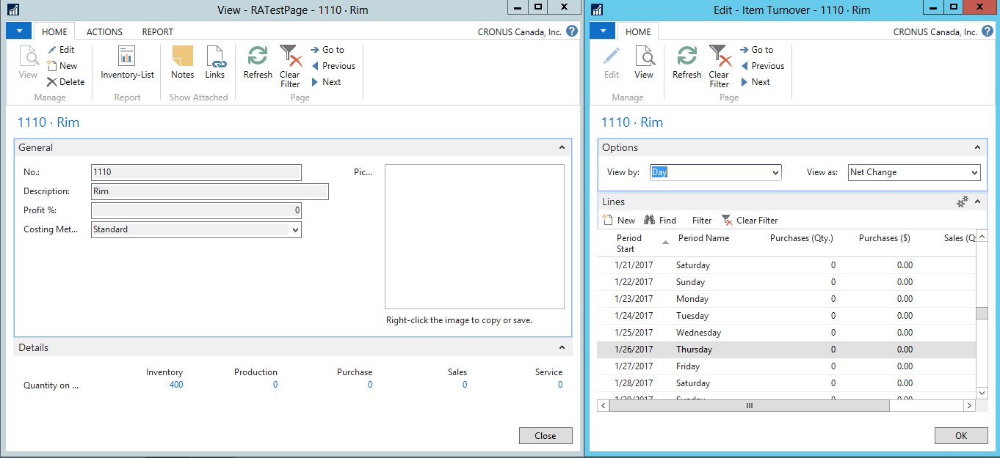 View - RATestPage - 1110 · Rim
HOME ACTIONS REPORT CRONUS Canada, Inc.
View
Edit
New
Delete
Manage
Inventory-List
Report
Notes
Links
Show Attached
Refresh
Clear Filter
Go to
Previous
Next
Page
1110 · Rim
General
No.: 1110
Description: Rim
Profit %: 0
Costing Met... Standard
Pic...
Right-click the image to copy or save.
Details
Inventory Production Purchase Sales Service
Quantity on ... 400 0 0 0 0
Close
Edit - Item Turnover - 1110 · Rim
HOME CRONUS Canada, Inc.
Edit
View
Manage
Refresh
Clear Filter
Go to
Previous
Next
Page
1110 · Rim
Options
View by: Day View as: Net Change
Lines
New Find Filter Clear Filter
Period Start Period Name Purchases (Qty.) Purchases ($) Sales (Q
1/21/2017 Saturday 0 0.00
1/22/2017 Sunday 0 0.00
1/23/2017 Monday 0 0.00
1/24/2017 Tuesday 0 0.00
1/25/2017 Wednesday 0 0.00
1/26/2017 Thursday 0 0.00
1/27/2017 Friday 0 0.00
1/28/2017 Saturday 0 0.00
1/29/2017 Sunday 0 0.00
OK